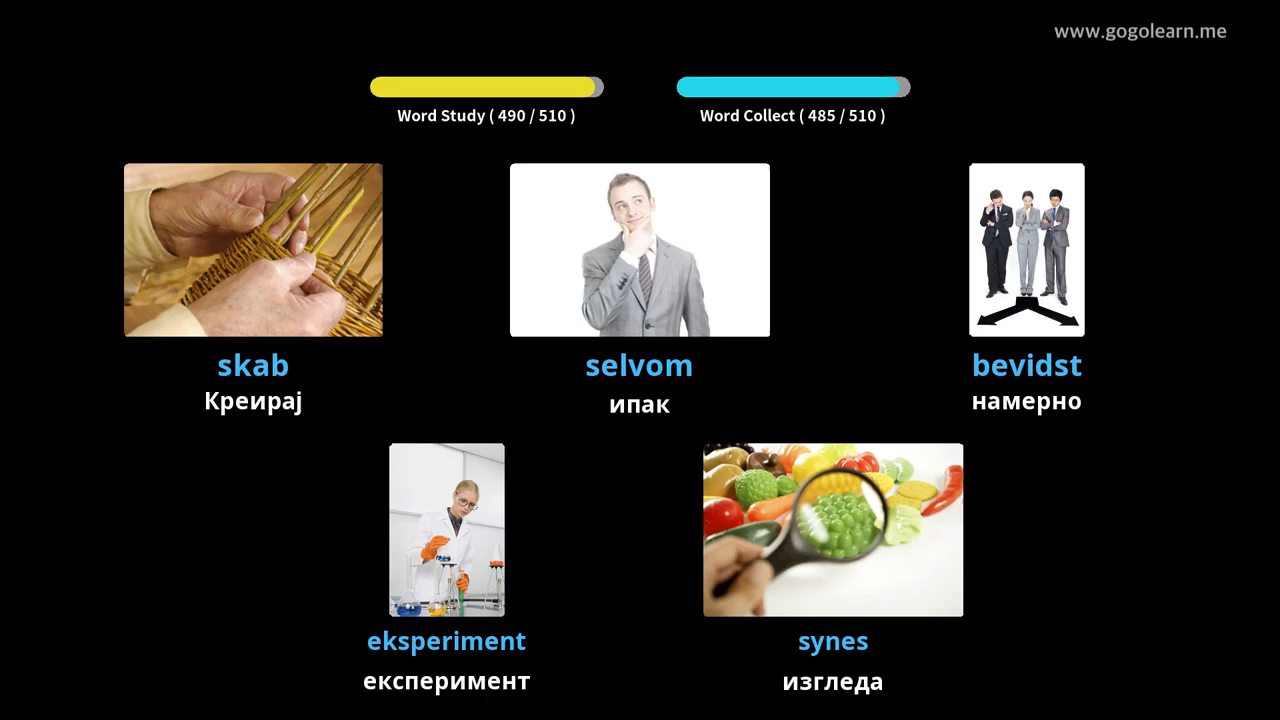 www.gogolearn.me
Word Study ( 490 / 510 )
Word Collect ( 485 / 510 )
skab
Креирај
selvom
ипак
bevidst
намерно
eksperiment
експеримент
synes
изгледа